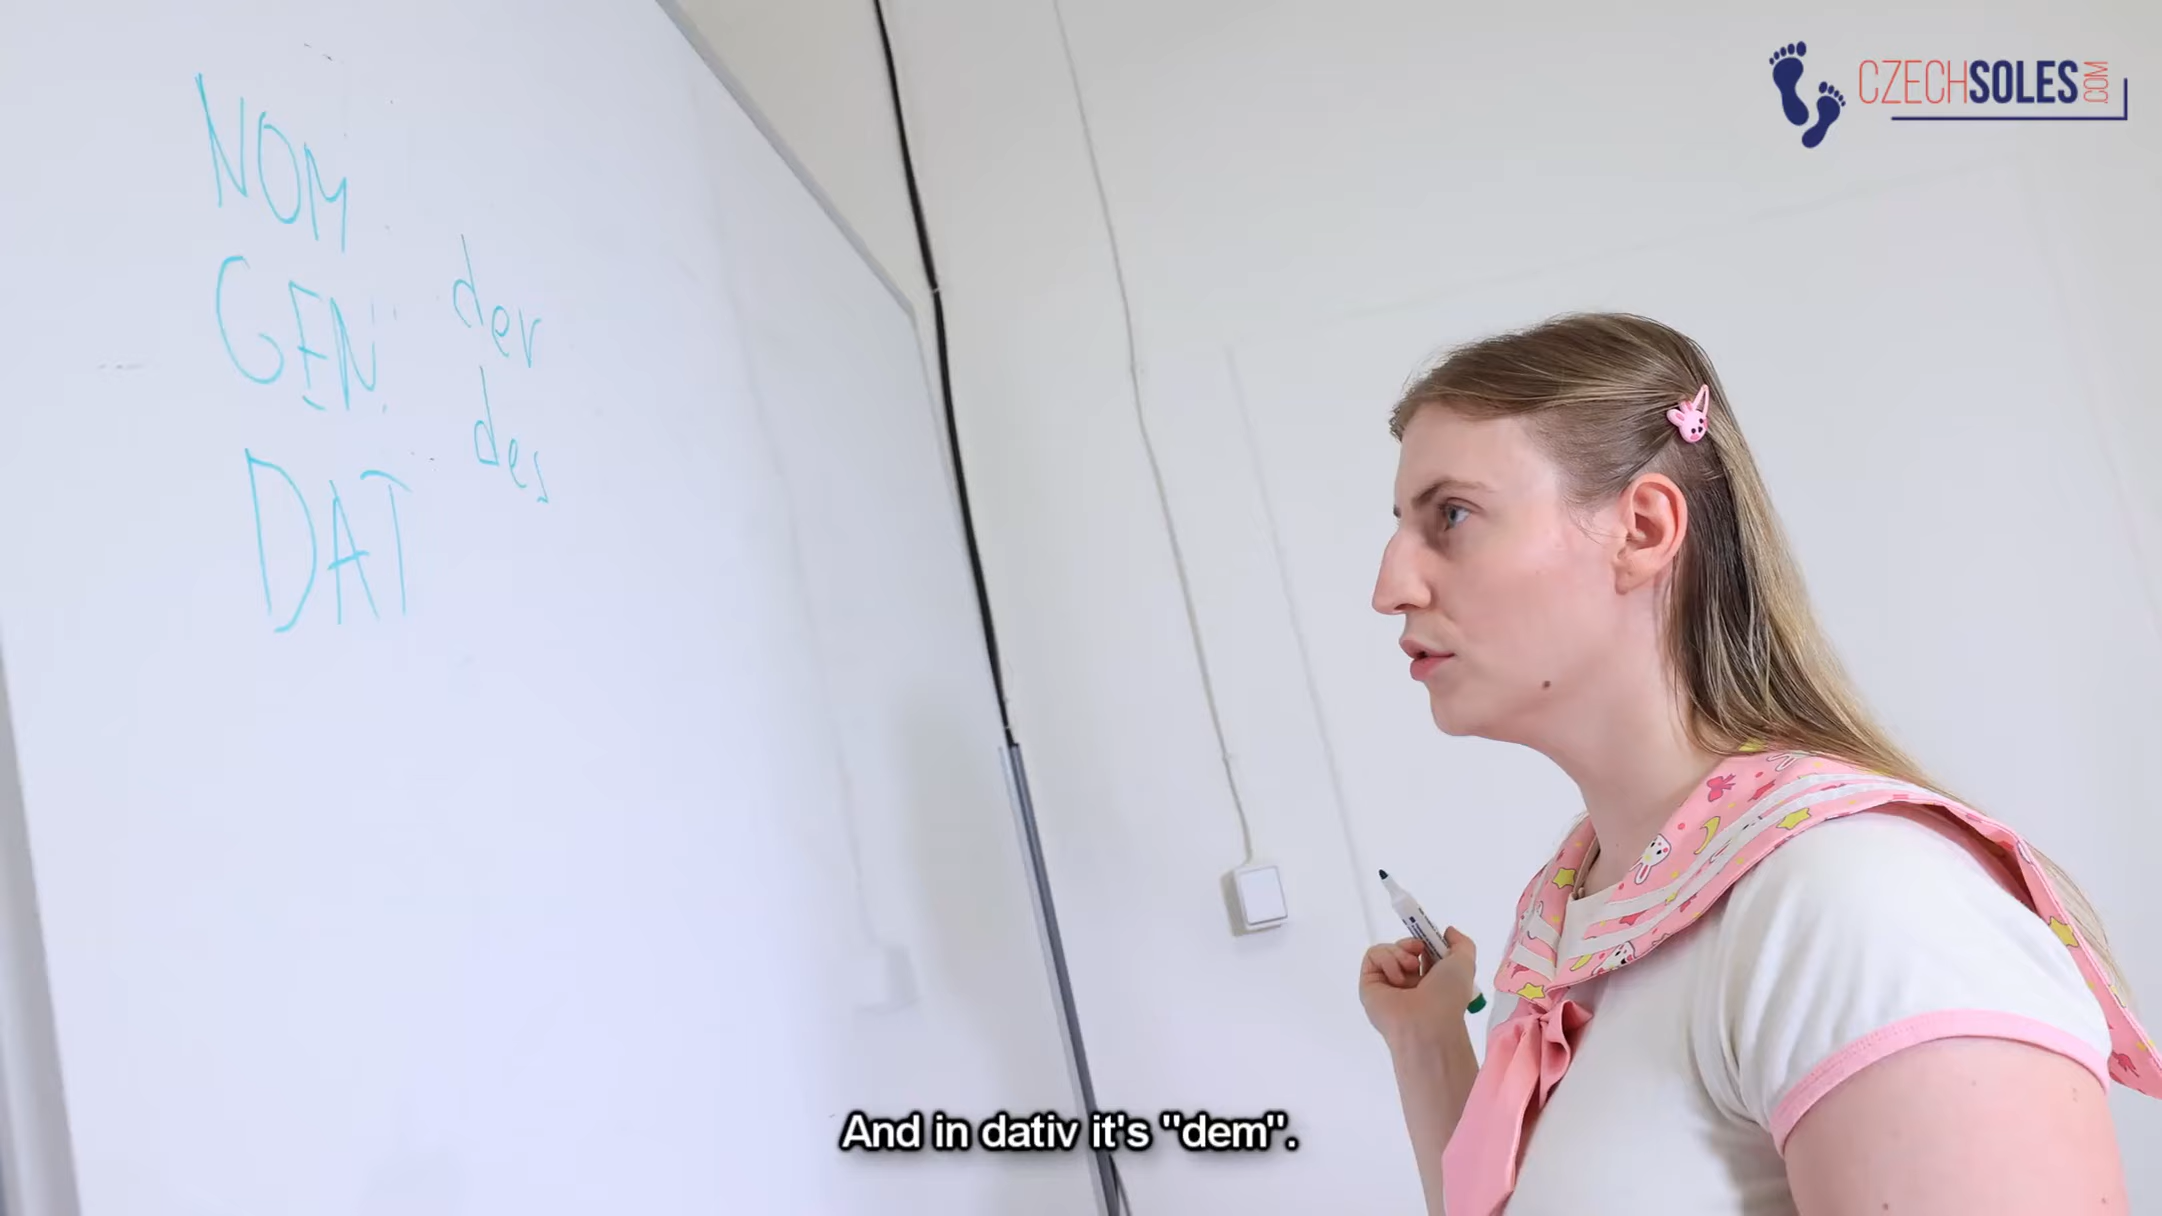 CZECHSOLES.COM
NOM
GEN
der
DAT
des
And in dativ it's "dem".